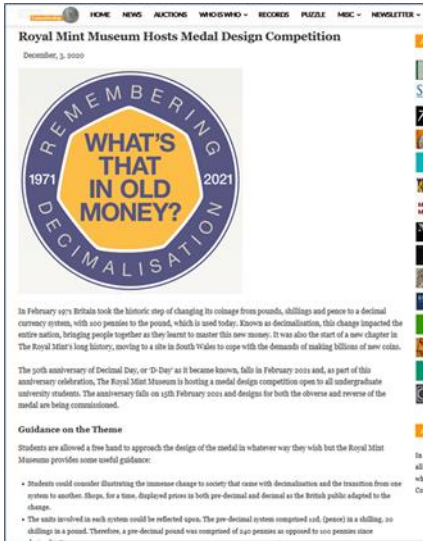 HOME NEWS AUCTIONS WHO IS WHO RECORDS PUZZLE MISC NEWSLETTER
Royal Mint Museum Hosts Medal Design Competition
December, 3, 2020
REMEMBERING
WHAT'S
THAT
IN OLD
MONEY?
1971 2021
DECIMALISATION
In February 1971 Britain took the historic step of changing its coinage from pounds, shillings and pence to a decimal
currency system, with 100 pennies to the pound, which is used today. Known as decimalisation, this change impacted the
entire nation, bringing people together as they learnt to master this new money. It was also the start of a new chapter in
The Royal Mint's long history, moving to a site in South Wales to cope with the demands of making billions of new coins.
The 50th anniversary of Decimal Day, or 'D-Day' as it became known, falls in February 2021 and, as part of this
anniversary celebration, The Royal Mint Museum is hosting a medal design competition open to all undergraduate
university students. The anniversary falls on 15th February 2021 and designs for both the obverse and reverse of the
medal are being commissioned.
Guidance on the Theme
Students are allowed a free hand to approach the design of the medal in whatever way they wish but the Royal Mint
Museums provides some useful guidance:
• Students could consider illustrating the immense change to society that came with decimalisation and the transition from one
system to another. Shops, for a time, displayed prices in both pre-decimal and decimal as the British public adapted to the
change.
• The units involved in each system could be reflected upon. The pre-decimal system comprised 12d. (pence) in a shilling, 20
shillings in a pound. Therefore, a pre-decimal pound was comprised of 240 pennies as opposed to 100 pennies since